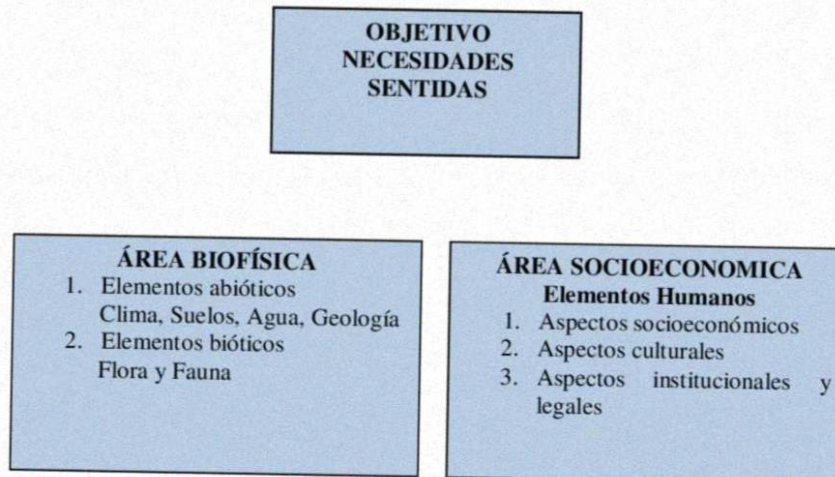 OBJETIVO
NECESIDADES
SENTIDAS
ÁREA BIOFÍSICA
1. Elementos abióticos
Clima, Suelos, Agua, Geología
2. Elementos bióticos
Flora y Fauna
ÁREA SOCIOECONOMICA
Elementos Humanos
1. Aspectos socioeconómicos
2. Aspectos culturales
3. Aspectos institucionales y
legales